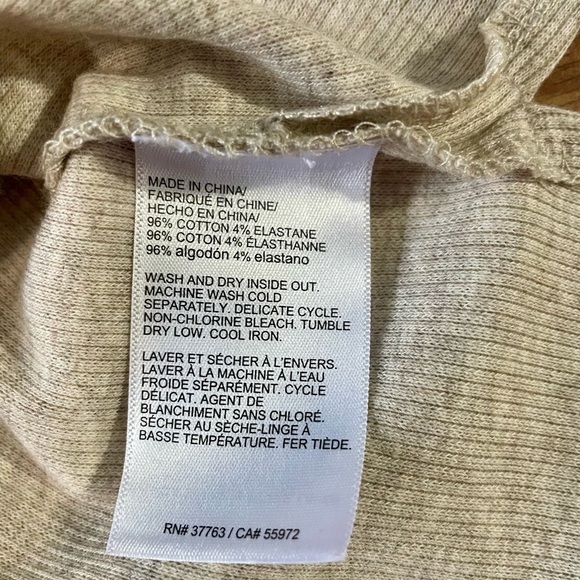 MADE IN CHINA/
FABRIQUÉ EN CHINE/
HECHO EN CHINA/
96% COTTON 4% ELASTANE
96% COTON 4% ÉLASTHANNE
96% algodón 4% elastano
WASH AND DRY INSIDE OUT.
MACHINE WASH COLD
SEPARATELY. DELICATE CYCLE.
NON-CHLORINE BLEACH. TUMBLE
DRY LOW. COOL IRON.
LAVER ET SÉCHER À L'ENVERS.
LAVER À LA MACHINE À L'EAU
FROIDE SÉPARÉMENT. CYCLE
DÉLICAT. AGENT DE
BLANCHIMENT SANS CHLORÉ.
SÉCHER AU SÈCHE-LINGE À
BASSE TEMPÉRATURE. FER TIÈDE.
RN# 37763 / CA# 55972